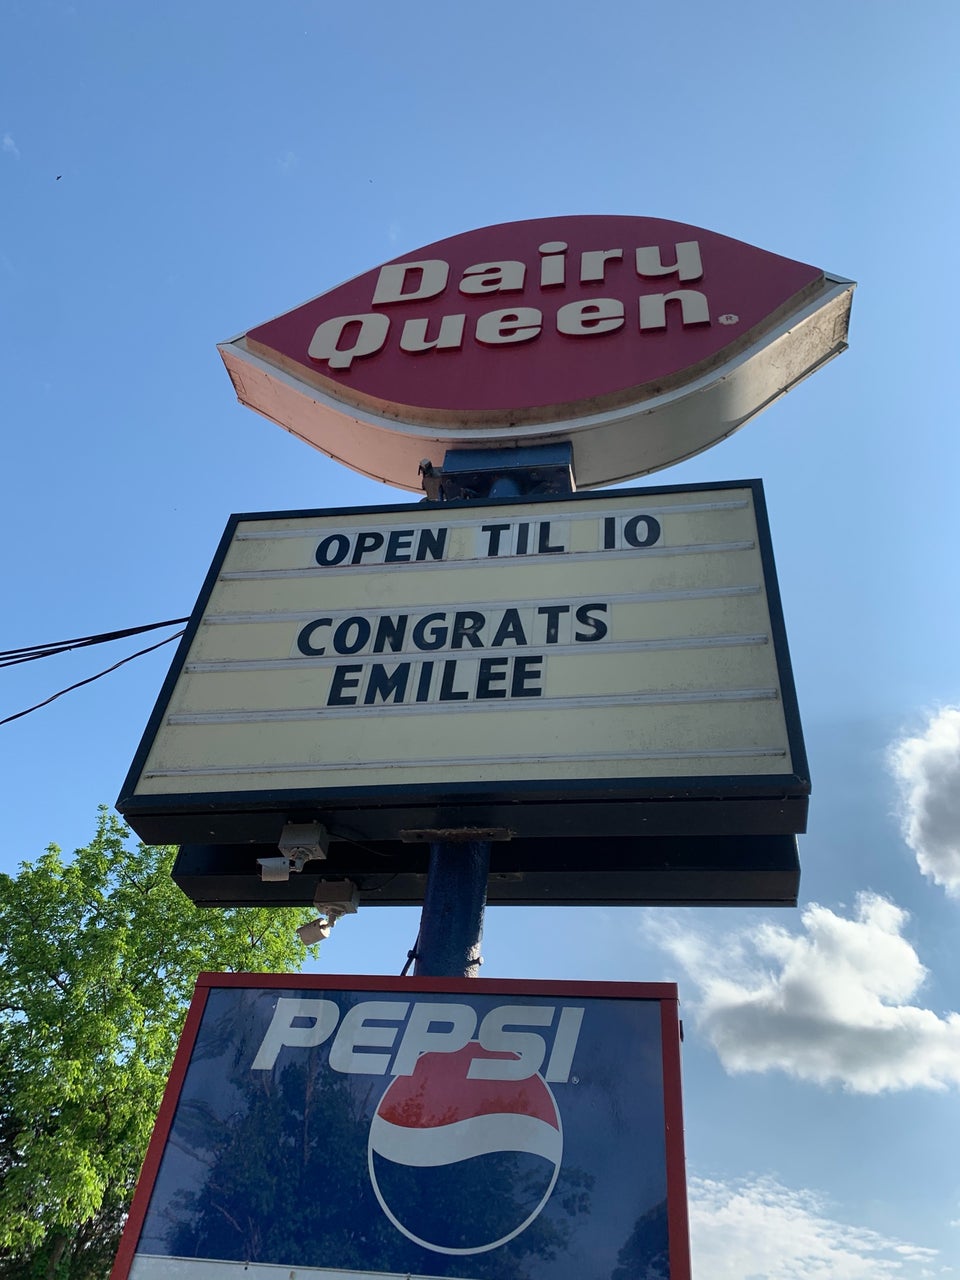 Dairy
Queen®
OPEN TIL 10
CONGRATS
EMILEE
PEPSI®